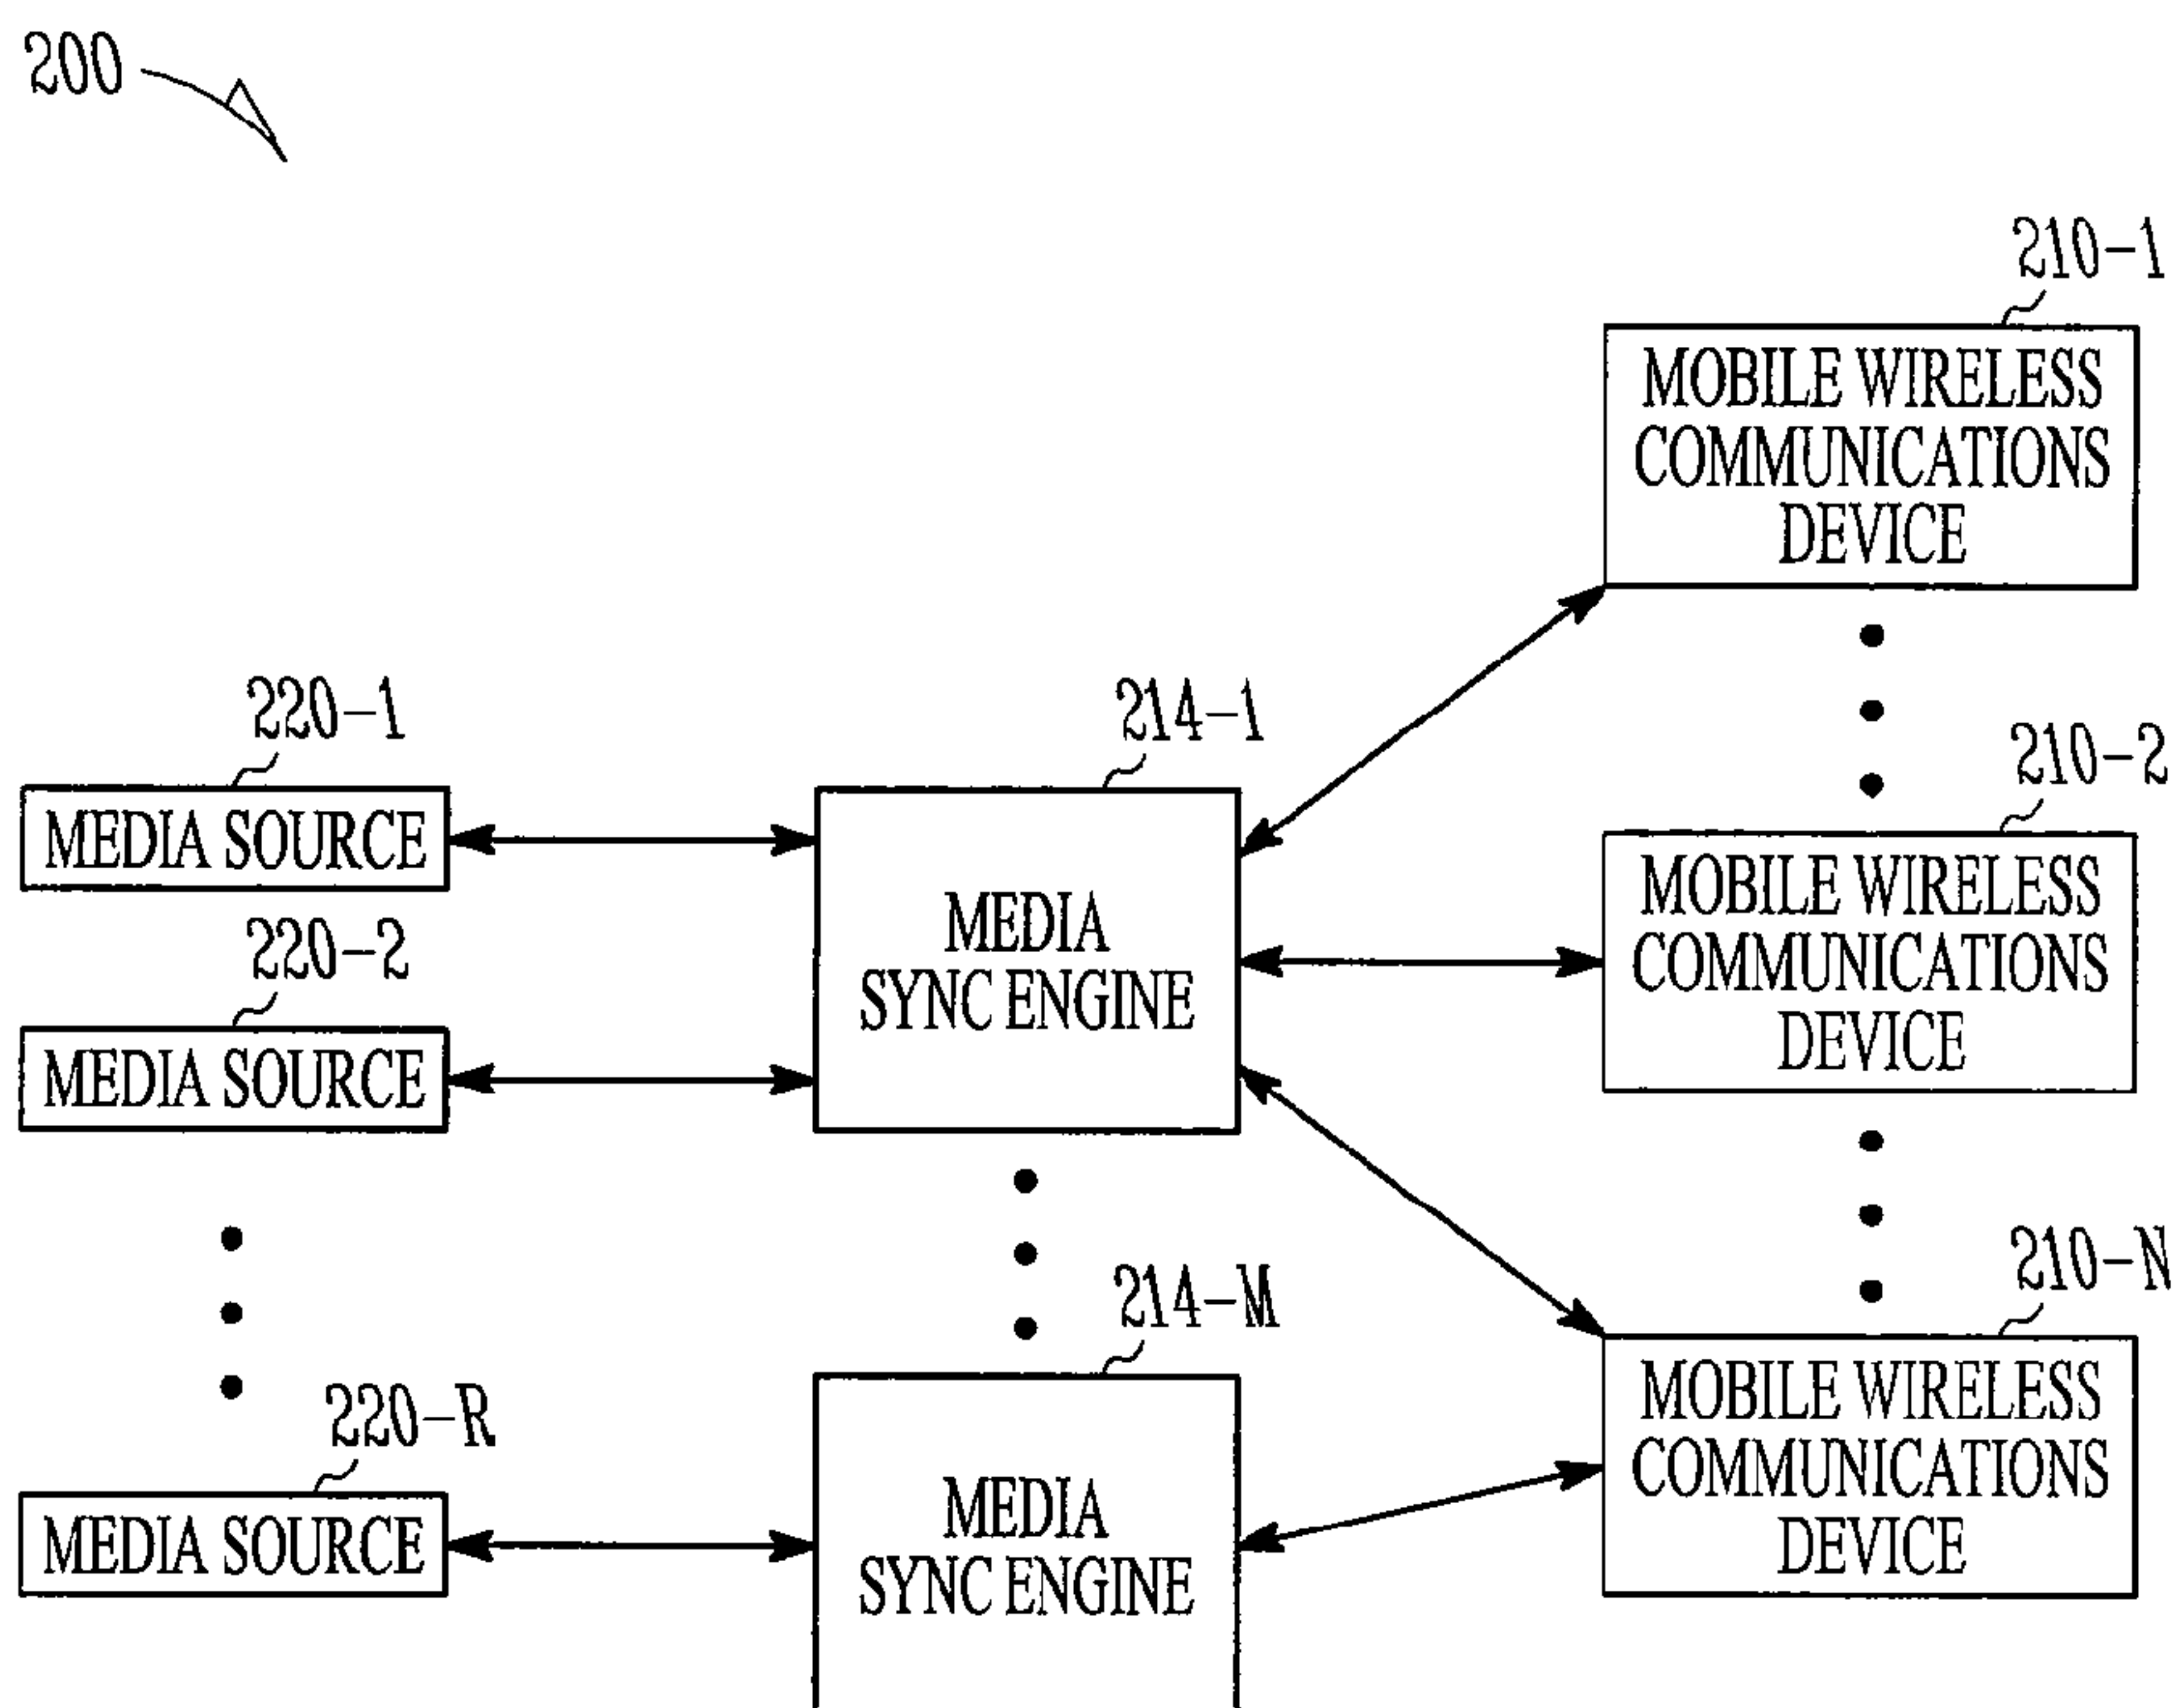 200
210-1
MOBILE WIRELESS
COMMUNICATIONS
DEVICE
220-1
MEDIA SOURCE
214-1
MEDIA
SYNC ENGINE
210-2
MOBILE WIRELESS
COMMUNICATIONS
DEVICE
220-2
MEDIA SOURCE
220-R
MEDIA SOURCE
214-M
MEDIA
SYNC ENGINE
210-N
MOBILE WIRELESS
COMMUNICATIONS
DEVICE